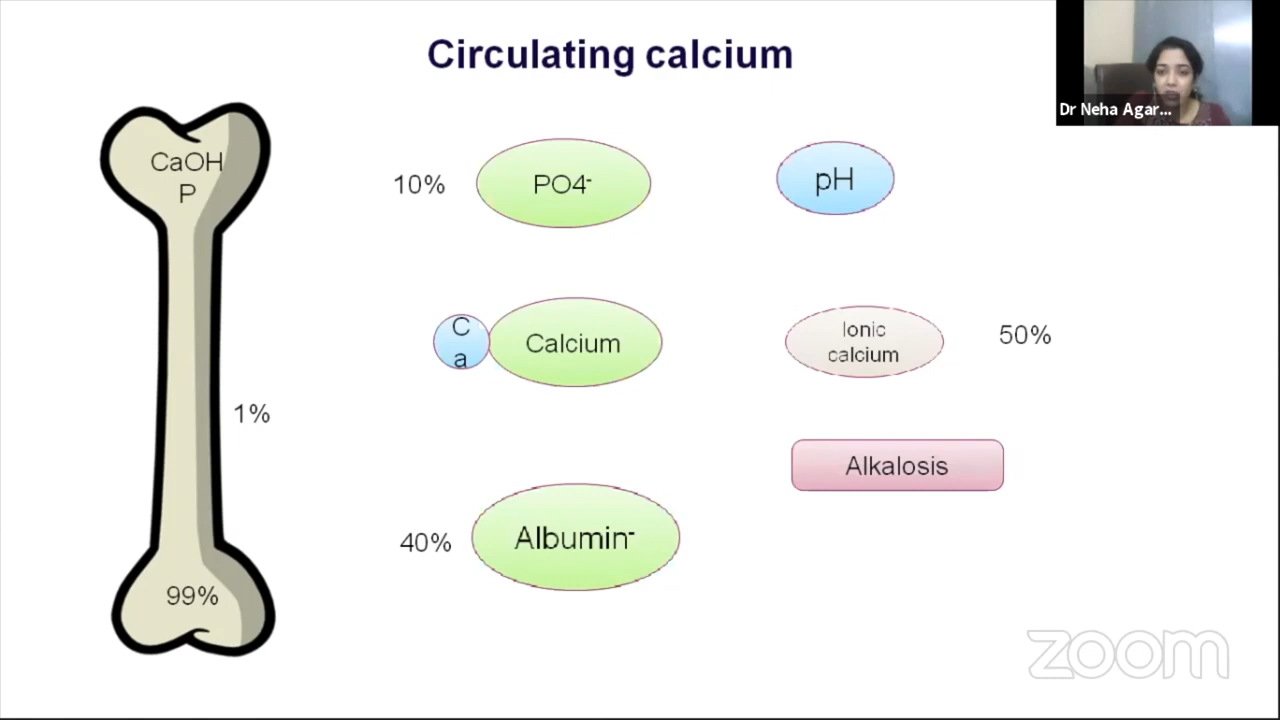 Circulating calcium
Dr Neha Agar...
CaOH
P
10%
PO4-
pH
C
a
Calcium
Ionic
calcium
50%
1%
Alkalosis
40%
Albumin-
99%
zoom